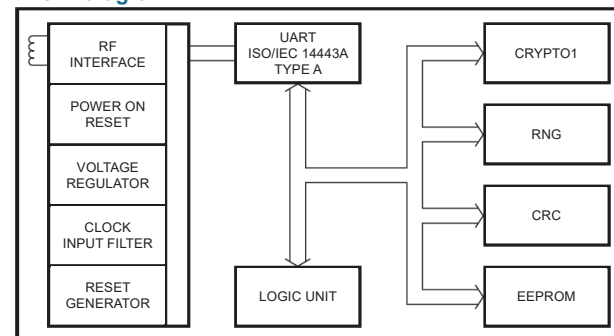 RF
INTERFACE
POWER ON
RESET
VOLTAGE
REGULATOR
CLOCK
INPUT FILTER
RESET
GENERATOR
UART
ISO/IEC 14443A
TYPE A
LOGIC UNIT
CRYPTO1
RNG
CRC
EEPROM